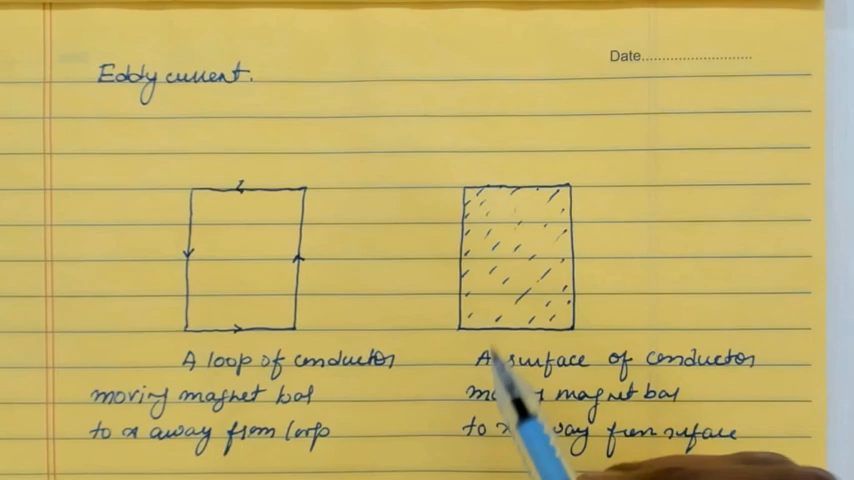 Date............................
Eddy current.
A loop of conductor
moving magnet bar
to n away from loop
A surface of conductor
magnet bar
to from surface